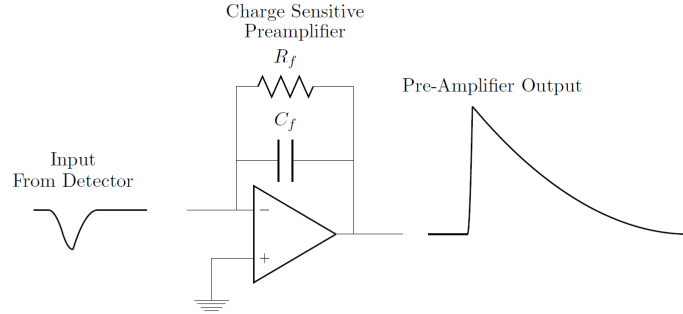 Charge Sensitive
Preamplifier
R_f
Pre-Amplifier Output
C_f
Input
From Detector
−
+